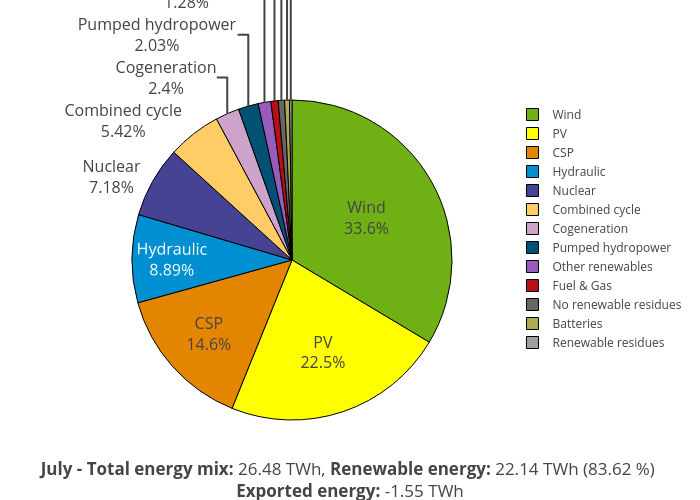 1.28%
Pumped hydropower
2.03%
Cogeneration
2.4%
Combined cycle
5.42%
Nuclear
7.18%
Hydraulic
8.89%
CSP
14.6%
PV
22.5%
Wind
33.6%
Wind
PV
CSP
Hydraulic
Nuclear
Combined cycle
Cogeneration
Pumped hydropower
Other renewables
Fuel & Gas
No renewable residues
Batteries
Renewable residues
July - Total energy mix: 26.48 TWh, Renewable energy: 22.14 TWh (83.62 %)
Exported energy: -1.55 TWh